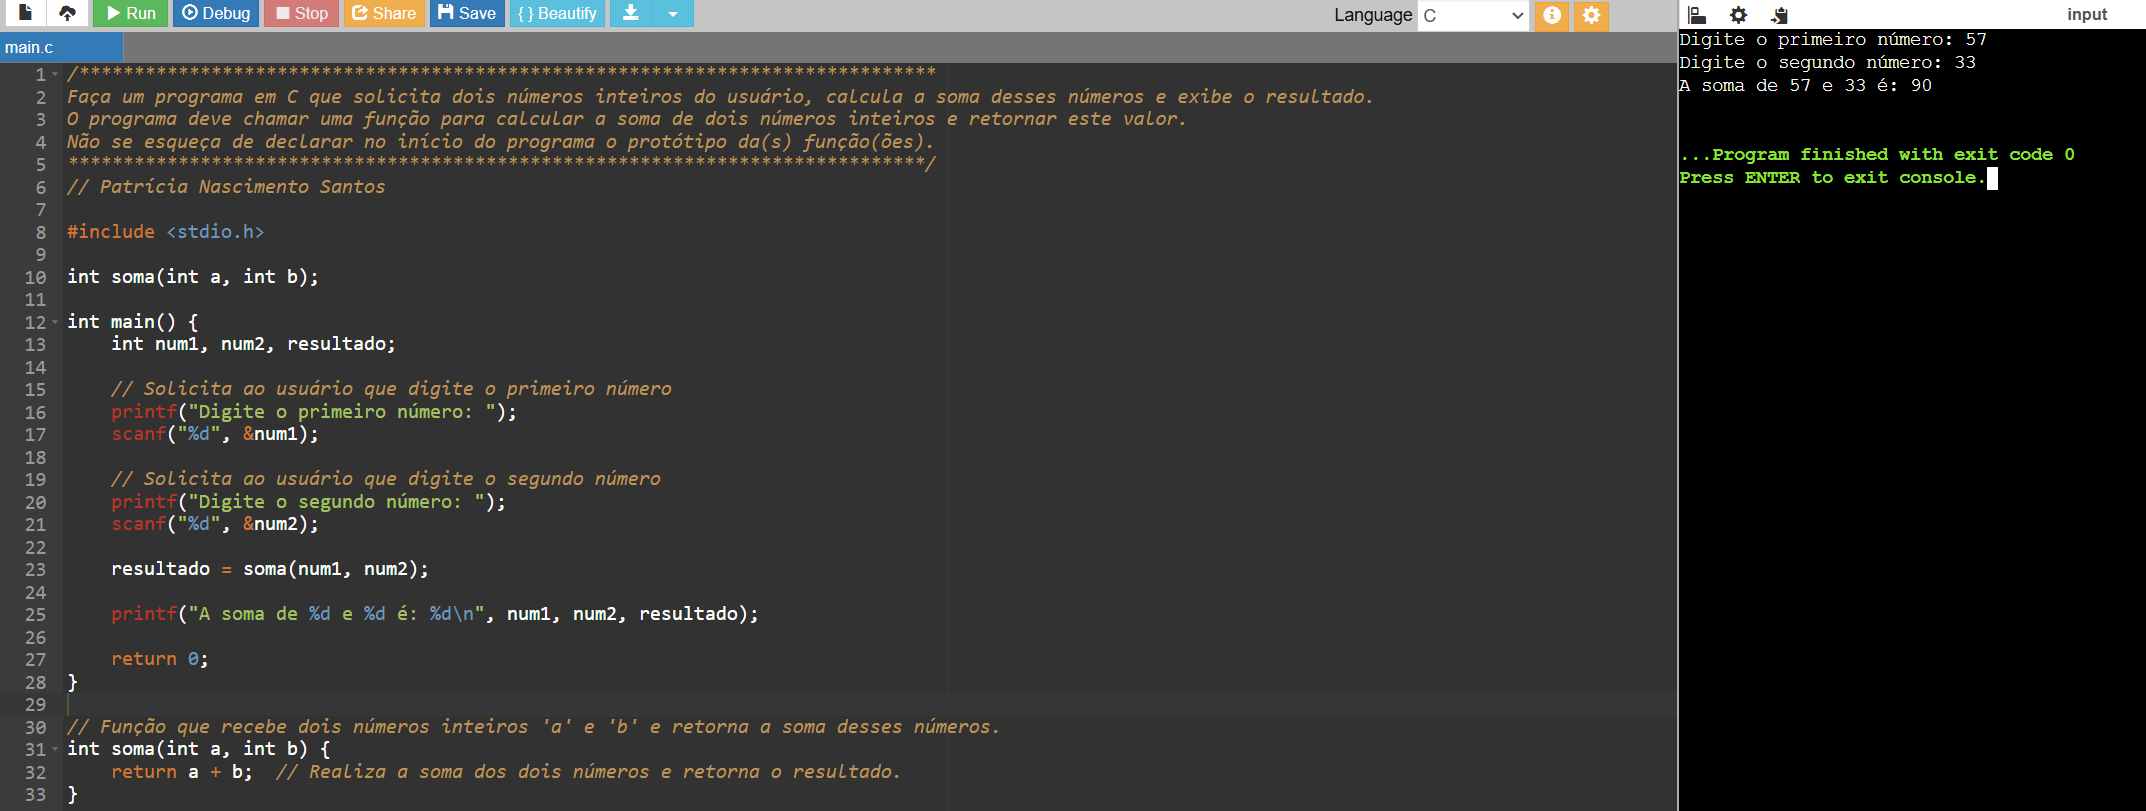 Run Debug Stop Share Save { } Beautify Language C input
main.c
1 /******************************************************************************
2 Faça um programa em C que solicita dois números inteiros do usuário, calcula a soma desses números e exibe o resultado.
3 O programa deve chamar uma função para calcular a soma de dois números inteiros e retornar este valor.
4 Não se esqueça de declarar no início do programa o protótipo da(s) função(ões).
5 ******************************************************************************/
6 // Patrícia Nascimento Santos
7
8 #include <stdio.h>
9
10 int soma(int a, int b);
11
12 int main() {
13     int num1, num2, resultado;
14
15     // Solicita ao usuário que digite o primeiro número
16     printf("Digite o primeiro número: ");
17     scanf("%d", &num1);
18
19     // Solicita ao usuário que digite o segundo número
20     printf("Digite o segundo número: ");
21     scanf("%d", &num2);
22
23     resultado = soma(num1, num2);
24
25     printf("A soma de %d e %d é: %d\n", num1, num2, resultado);
26
27     return 0;
28 }
29
30 // Função que recebe dois números inteiros 'a' e 'b' e retorna a soma desses números.
31 int soma(int a, int b) {
32     return a + b;  // Realiza a soma dos dois números e retorna o resultado.
33 }
Digite o primeiro número: 57
Digite o segundo número: 33
A soma de 57 e 33 é: 90
...Program finished with exit code 0
Press ENTER to exit console.